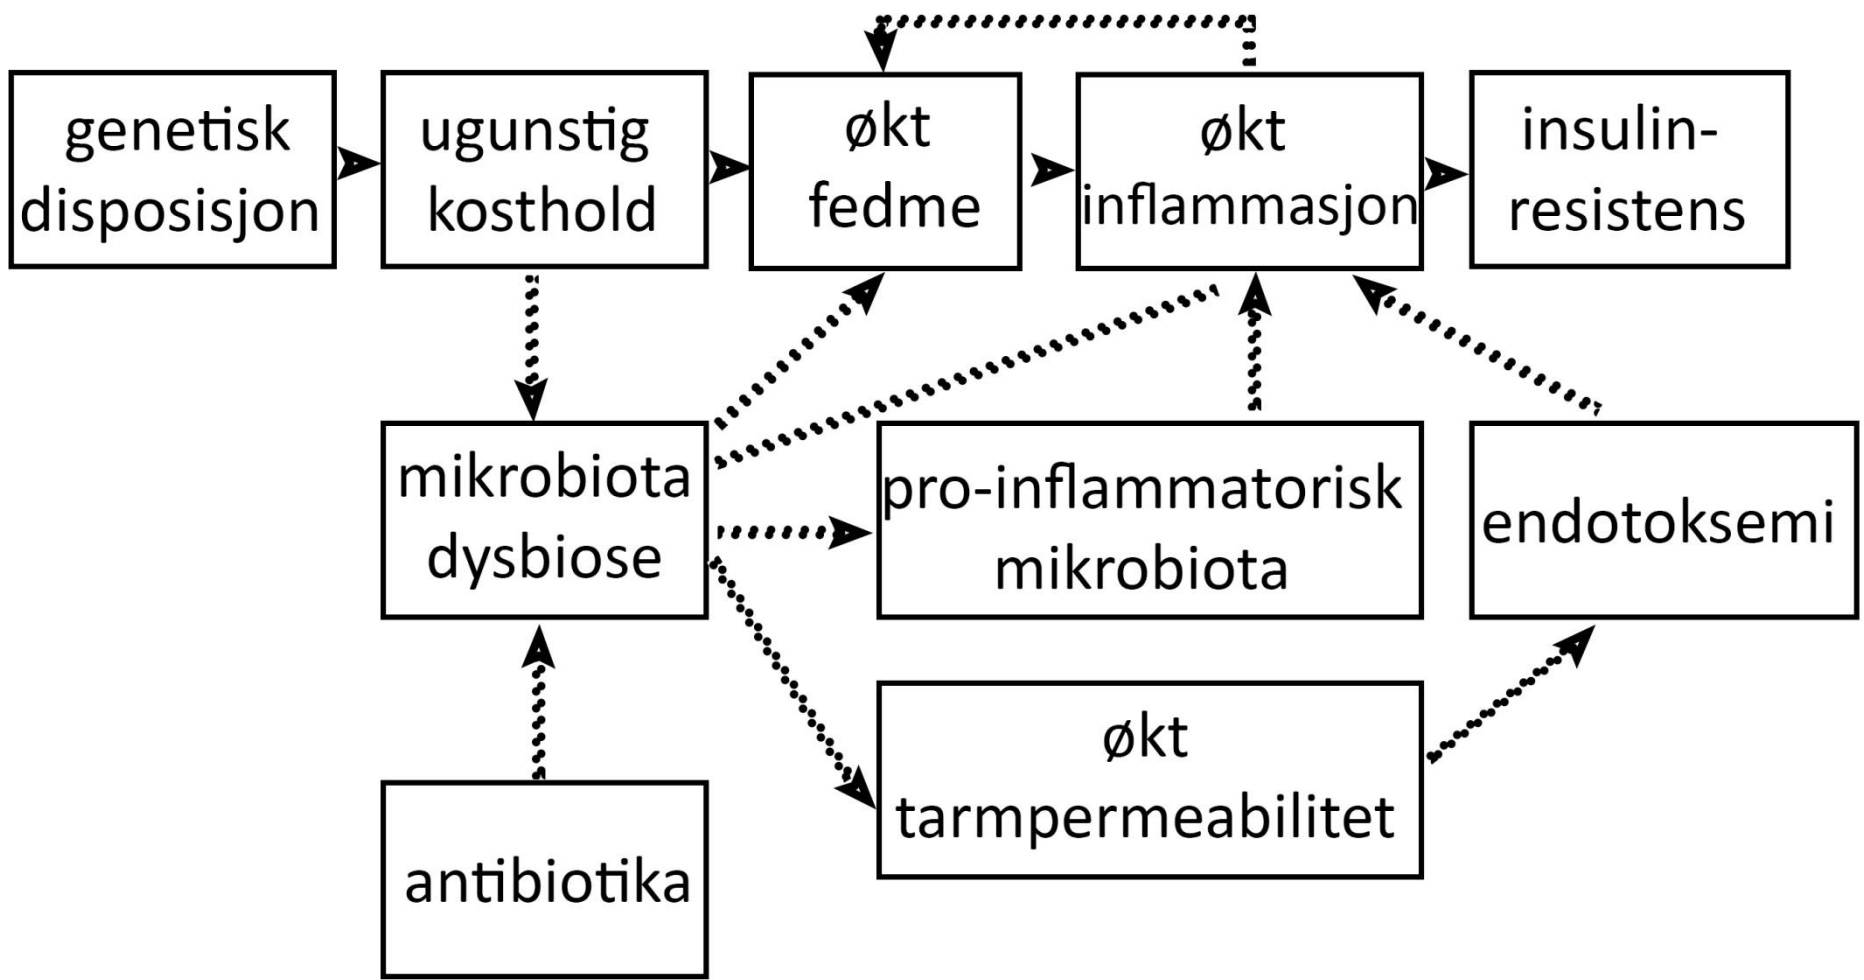 genetisk
disposisjon
ugunstig
kosthold
økt
fedme
økt
inflammasjon
insulin-
resistens
mikrobiota
dysbiose
pro-inflammatorisk
mikrobiota
endotoksemi
økt
tarmpermeabilitet
antibiotika